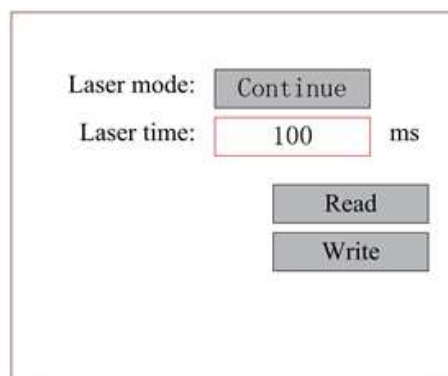 Laser mode: Continue
Laser time: 100 ms
Read
Write